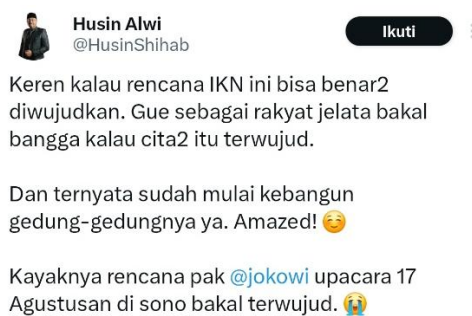 Husin Alwi
@HusinShihab
Ikuti
Keren kalau rencana IKN ini bisa benar2
diwujudkan. Gue sebagai rakyat jelata bakal
bangga kalau cita2 itu terwujud.
Dan ternyata sudah mulai kebangun
gedung-gedungnya ya. Amazed! ☺️
Kayaknya rencana pak @jokowi upacara 17
Agustusan di sono bakal terwujud. 😭